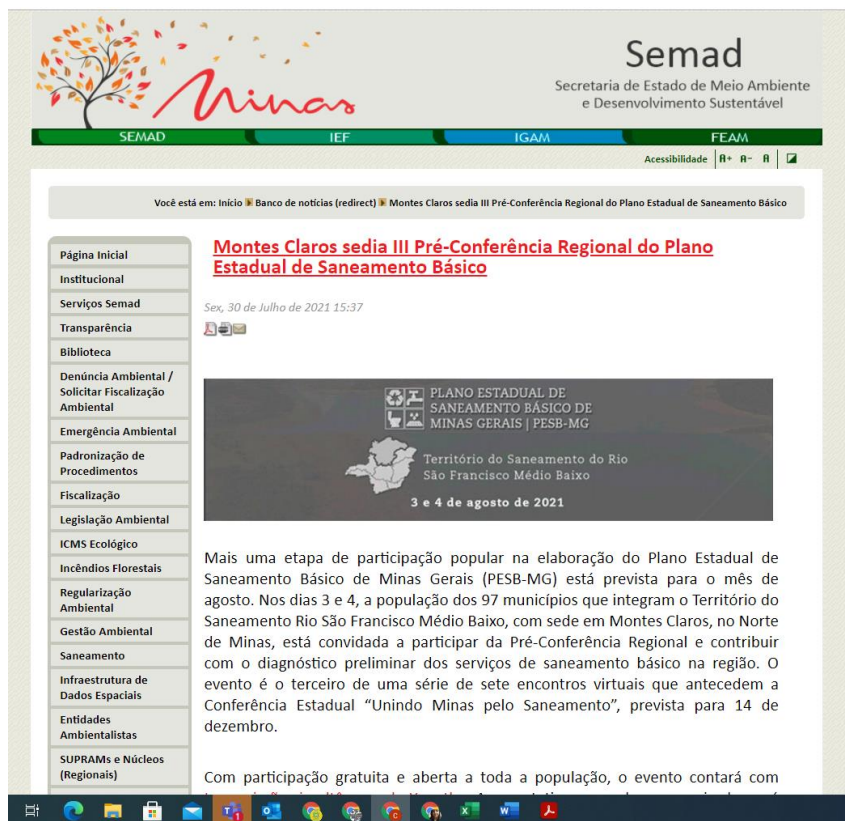 Minas
Semad
Secretaria de Estado de Meio Ambiente
e Desenvolvimento Sustentável
SEMAD IEF IGAM FEAM
Acessibilidade A+ A- A
Você está em: Início Banco de notícias (redirect) Montes Claros sedia III Pré-Conferência Regional do Plano Estadual de Saneamento Básico
Página Inicial
Institucional
Serviços Semad
Transparência
Biblioteca
Denúncia Ambiental /
Solicitar Fiscalização
Ambiental
Emergência Ambiental
Padronização de
Procedimentos
Fiscalização
Legislação Ambiental
ICMS Ecológico
Incêndios Florestais
Regularização
Ambiental
Gestão Ambiental
Saneamento
Infraestrutura de
Dados Espaciais
Entidades
Ambientalistas
SUPRAMs e Núcleos
(Regionais)
Montes Claros sedia III Pré-Conferência Regional do Plano
Estadual de Saneamento Básico
Sex, 30 de Julho de 2021 15:37
PLANO ESTADUAL DE
SANEAMENTO BÁSICO DE
MINAS GERAIS | PESB-MG
Território do Saneamento do Rio
São Francisco Médio Baixo
3 e 4 de agosto de 2021
Mais uma etapa de participação popular na elaboração do Plano Estadual de
Saneamento Básico de Minas Gerais (PESB-MG) está prevista para o mês de
agosto. Nos dias 3 e 4, a população dos 97 municípios que integram o Território do
Saneamento Rio São Francisco Médio Baixo, com sede em Montes Claros, no Norte
de Minas, está convidada a participar da Pré-Conferência Regional e contribuir
com o diagnóstico preliminar dos serviços de saneamento básico na região. O
evento é o terceiro de uma série de sete encontros virtuais que antecedem a
Conferência Estadual “Unindo Minas pelo Saneamento”, prevista para 14 de
dezembro.
Com participação gratuita e aberta a toda a população, o evento contará com